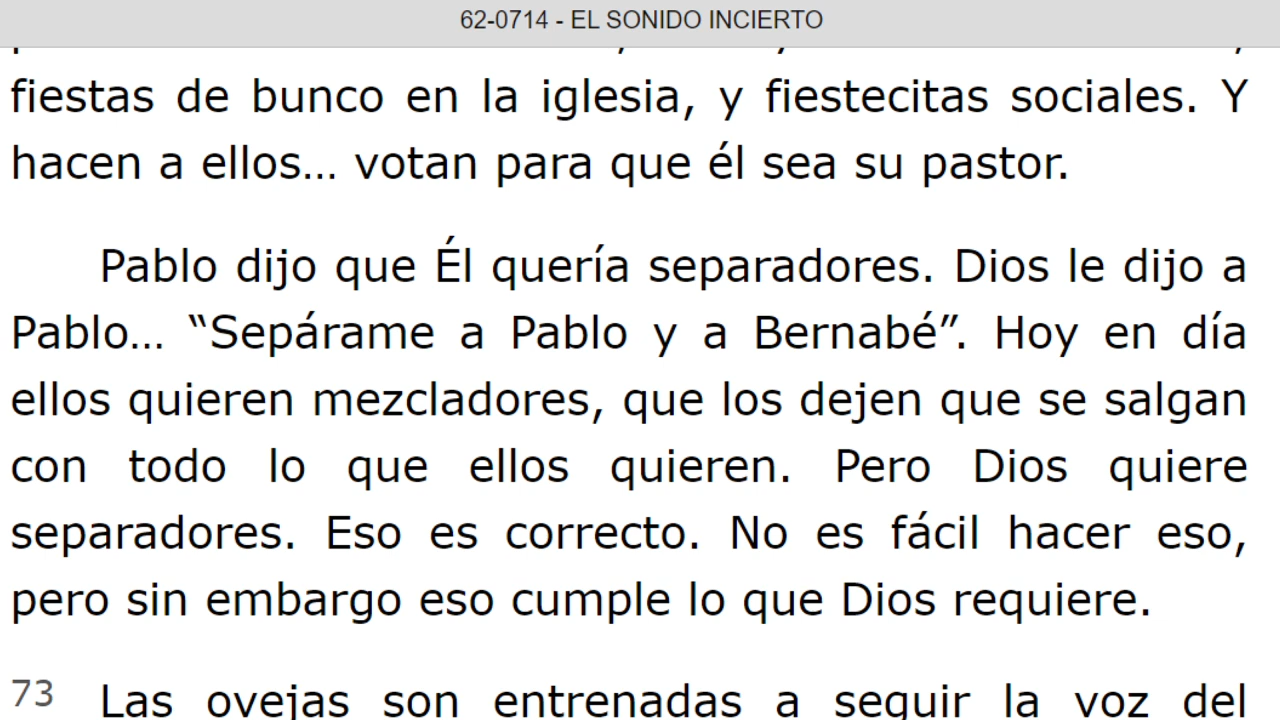 62-0714 - EL SONIDO INCIERTO
fiestas de bunco en la iglesia, y fiestecitas sociales. Y
hacen a ellos… votan para que él sea su pastor.
Pablo dijo que Él quería separadores. Dios le dijo a
Pablo… “Sepárame a Pablo y a Bernabé”. Hoy en día
ellos quieren mezcladores, que los dejen que se salgan
con todo lo que ellos quieren. Pero Dios quiere
separadores. Eso es correcto. No es fácil hacer eso,
pero sin embargo eso cumple lo que Dios requiere.
73 Las ovejas son entrenadas a seguir la voz del